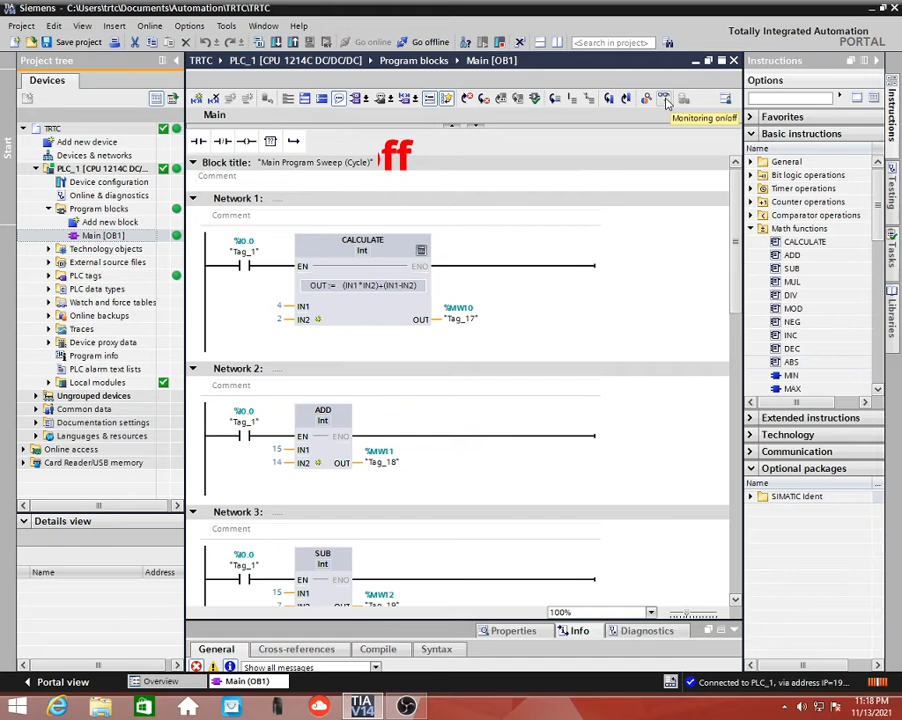 Siemens - C:\Users\trtc\Documents\Automation\TRTC\TRTC
Project Edit View Insert Online Options Tools Window Help
Totally Integrated Automation
PORTAL
Save project
Go online
Go offline
<Search in project>
Project tree
TRTC ▸ PLC_1 [CPU 1214C DC/DC/DC] ▸ Program blocks ▸ Main [OB1]
Instructions
Devices
Options
Monitoring on/off
Main
ff
Favorites
Basic instructions
Name
General
Bit logic operations
Timer operations
Counter operations
Comparator operations
Math functions
CALCULATE
ADD
SUB
MUL
DIV
MOD
NEG
INC
DEC
ABS
MIN
MAX
Extended instructions
Technology
Communication
Optional packages
Name
SIMATIC Ident
Instructions
Testing
Tasks
Libraries
Start
TRTC
Add new device
Devices & networks
PLC_1 [CPU 1214C DC/...
Device configuration
Online & diagnostics
Program blocks
Add new block
Main [OB1]
Technology objects
External source files
PLC tags
PLC data types
Watch and force tables
Online backups
Traces
Device proxy data
Program info
PLC alarm text lists
Local modules
Ungrouped devices
Common data
Documentation settings
Languages & resources
Online access
Card Reader/USB memory
Details view
Name Address
Block title: "Main Program Sweep (Cycle)"
Comment
Network 1: .....
Comment
%I0.0
"Tag_1"
CALCULATE
Int
EN ENO
OUT := (IN1*IN2)+(IN1-IN2)
4 IN1
2 IN2
OUT
%MW10
"Tag_17"
Network 2: .....
Comment
%I0.0
"Tag_1"
ADD
Int
EN ENO
15 IN1
14 IN2
OUT
%MW11
"Tag_18"
Network 3: .....
Comment
%I0.0
"Tag_1"
SUB
Int
EN ENO
15 IN1
%MW12
100%
Properties Info Diagnostics
General Cross-references Compile Syntax
Show all messages
Portal view Overview Main (OB1)
Connected to PLC_1, via address IP=19...
TIA
V14
11:18 PM
11/13/2021